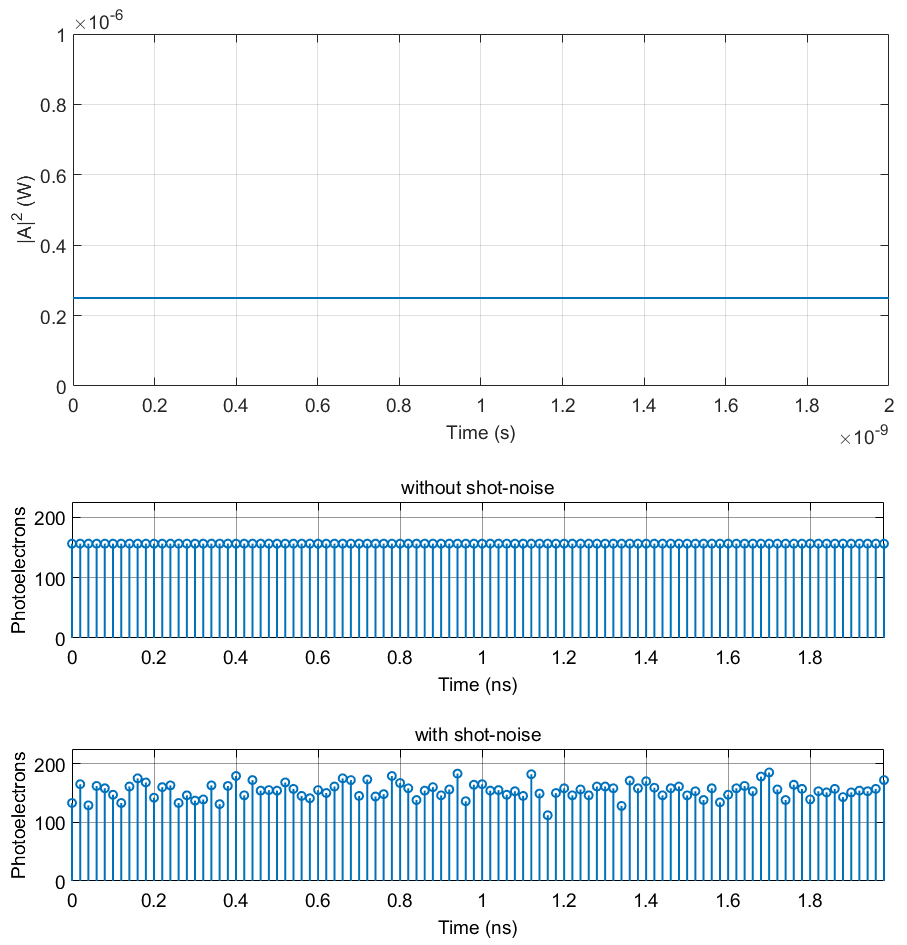 ×10-6
1
0.8
0.6
0.4
0.2
0
|A|2 (W)
0 0.2 0.4 0.6 0.8 1 1.2 1.4 1.6 1.8 2
Time (s)
×10-9
without shot-noise
200
100
0
Photoelectrons
0 0.2 0.4 0.6 0.8 1 1.2 1.4 1.6 1.8
Time (ns)
with shot-noise
200
100
0
Photoelectrons
0 0.2 0.4 0.6 0.8 1 1.2 1.4 1.6 1.8
Time (ns)